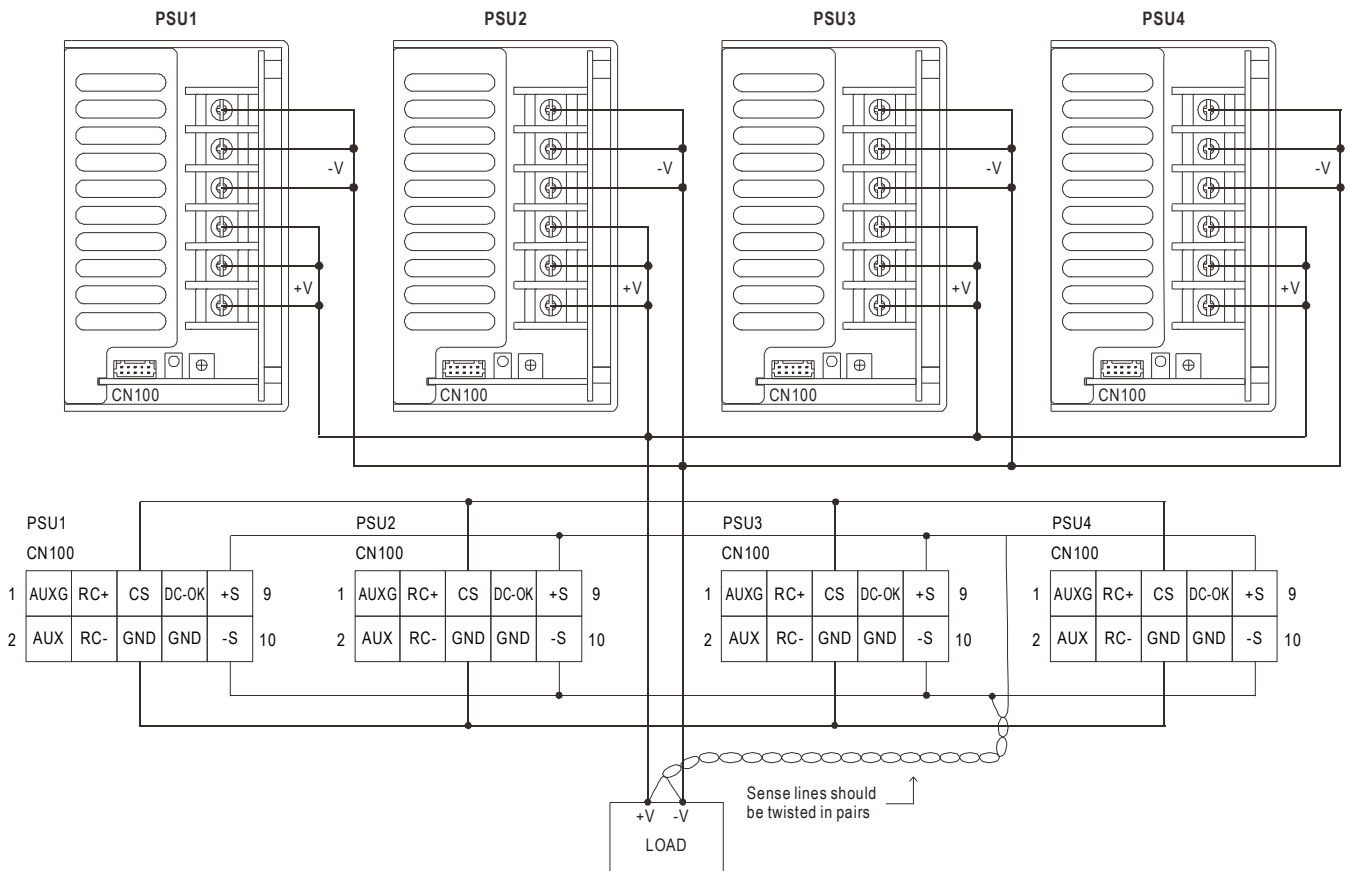 PSU1 PSU2 PSU3 PSU4
-V -V -V -V
+V +V +V +V
CN100 CN100 CN100 CN100
PSU1 PSU2 PSU3 PSU4
CN100 CN100 CN100 CN100
1 AUXG RC+ CS DC-OK +S 9 1 AUXG RC+ CS DC-OK +S 9 1 AUXG RC+ CS DC-OK +S 9 1 AUXG RC+ CS DC-OK +S 9
2 AUX RC- GND GND -S 10 2 AUX RC- GND GND -S 10 2 AUX RC- GND GND -S 10 2 AUX RC- GND GND -S 10
Sense lines should
be twisted in pairs
+V -V
LOAD